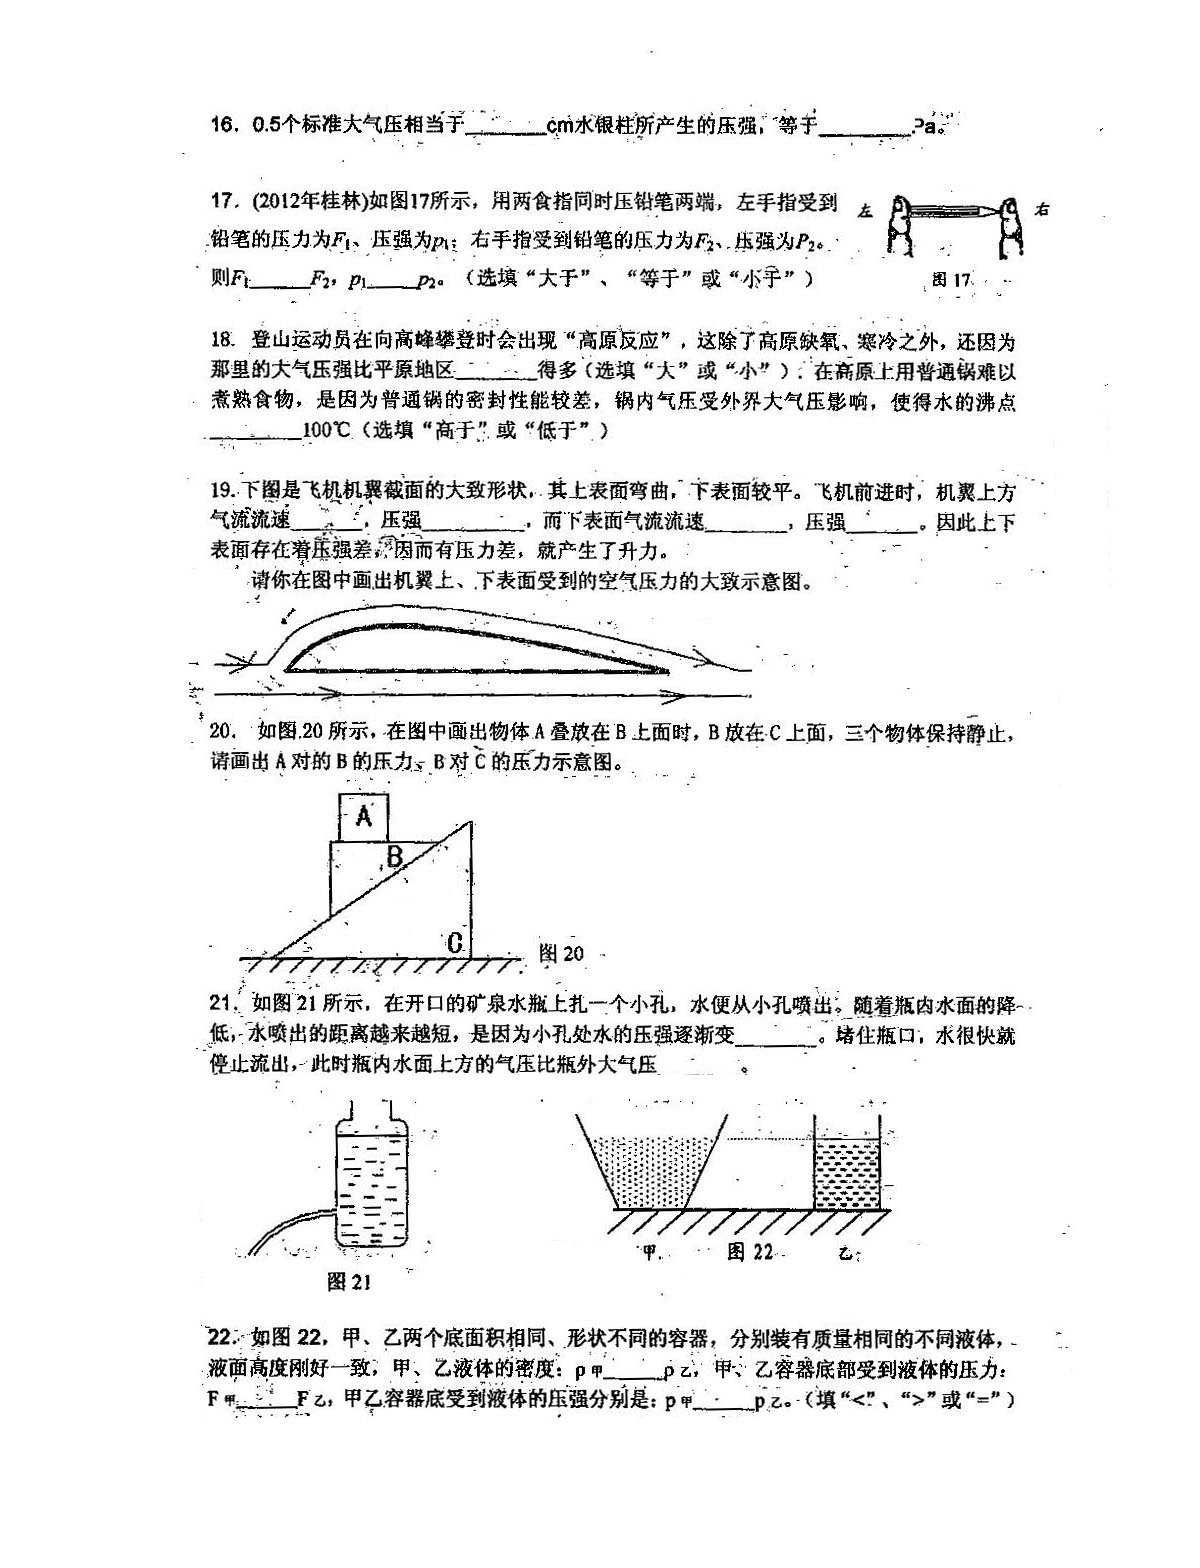 16．0.5个标准大气压相当于________cm水银柱所产生的压强，等于_________Pa。
17．(2012年桂林)如图17所示，用两食指同时压铅笔两端，左手指受到
铅笔的压力为F₁、压强为p₁；右手指受到铅笔的压力为F₂、压强为P₂。
则F₁______F₂，p₁_____p₂。（选填“大于”、“等于”或“小于”）
左
右
图17
18. 登山运动员在向高峰攀登时会出现“高原反应”，这除了高原缺氧、寒冷之外，还因为
那里的大气压强比平原地区________得多（选填“大”或“小”）．在高原上用普通锅难以
煮熟食物，是因为普通锅的密封性能较差，锅内气压受外界大气压影响，使得水的沸点
_________100℃（选填“高于”或“低于”）
19.下图是飞机机翼截面的大致形状，其上表面弯曲，下表面较平。飞机前进时，机翼上方
气流流速_______，压强__________，而下表面气流流速________，压强_______。因此上下
表面存在着压强差，因而有压力差，就产生了升力。
请你在图中画出机翼上、下表面受到的空气压力的大致示意图。
20． 如图20所示，在图中画出物体A叠放在B上面时，B放在C上面，三个物体保持静止，
请画出A对的B的压力、B对C的压力示意图。
A
B
C
图20
21．如图21所示，在开口的矿泉水瓶上扎一个小孔，水便从小孔喷出。随着瓶内水面的降
低，水喷出的距离越来越短，是因为小孔处水的压强逐渐变________。堵住瓶口，水很快就
停止流出，此时瓶内水面上方的气压比瓶外大气压 。
图21
甲
图22
乙
22．如图22，甲、乙两个底面积相同、形状不同的容器，分别装有质量相同的不同液体，
液面高度刚好一致，甲、乙液体的密度：ρ甲______ρ乙，甲、乙容器底部受到液体的压力：
F甲______F乙，甲乙容器底受到液体的压强分别是：p甲______p乙。（填“<”、“>”或“=”）